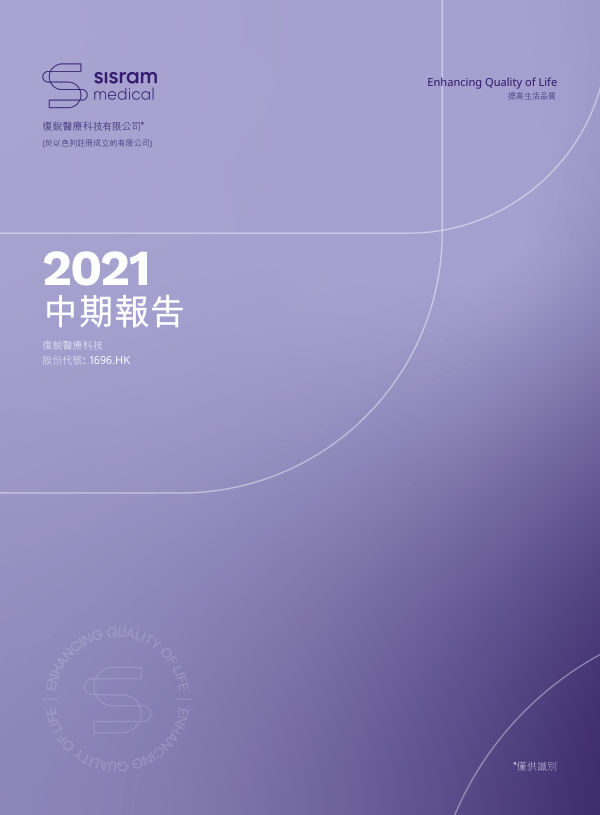 sisram
medical
Enhancing Quality of Life
提高生活品質
復銳醫療科技有限公司*
(於以色列註冊成立的有限公司)
2021
中期報告
復銳醫療科技
股份代號: 1696.HK
ENHANCING QUALITY OF LIFE | ENHANCING QUALITY OF LIFE |
*僅供識別